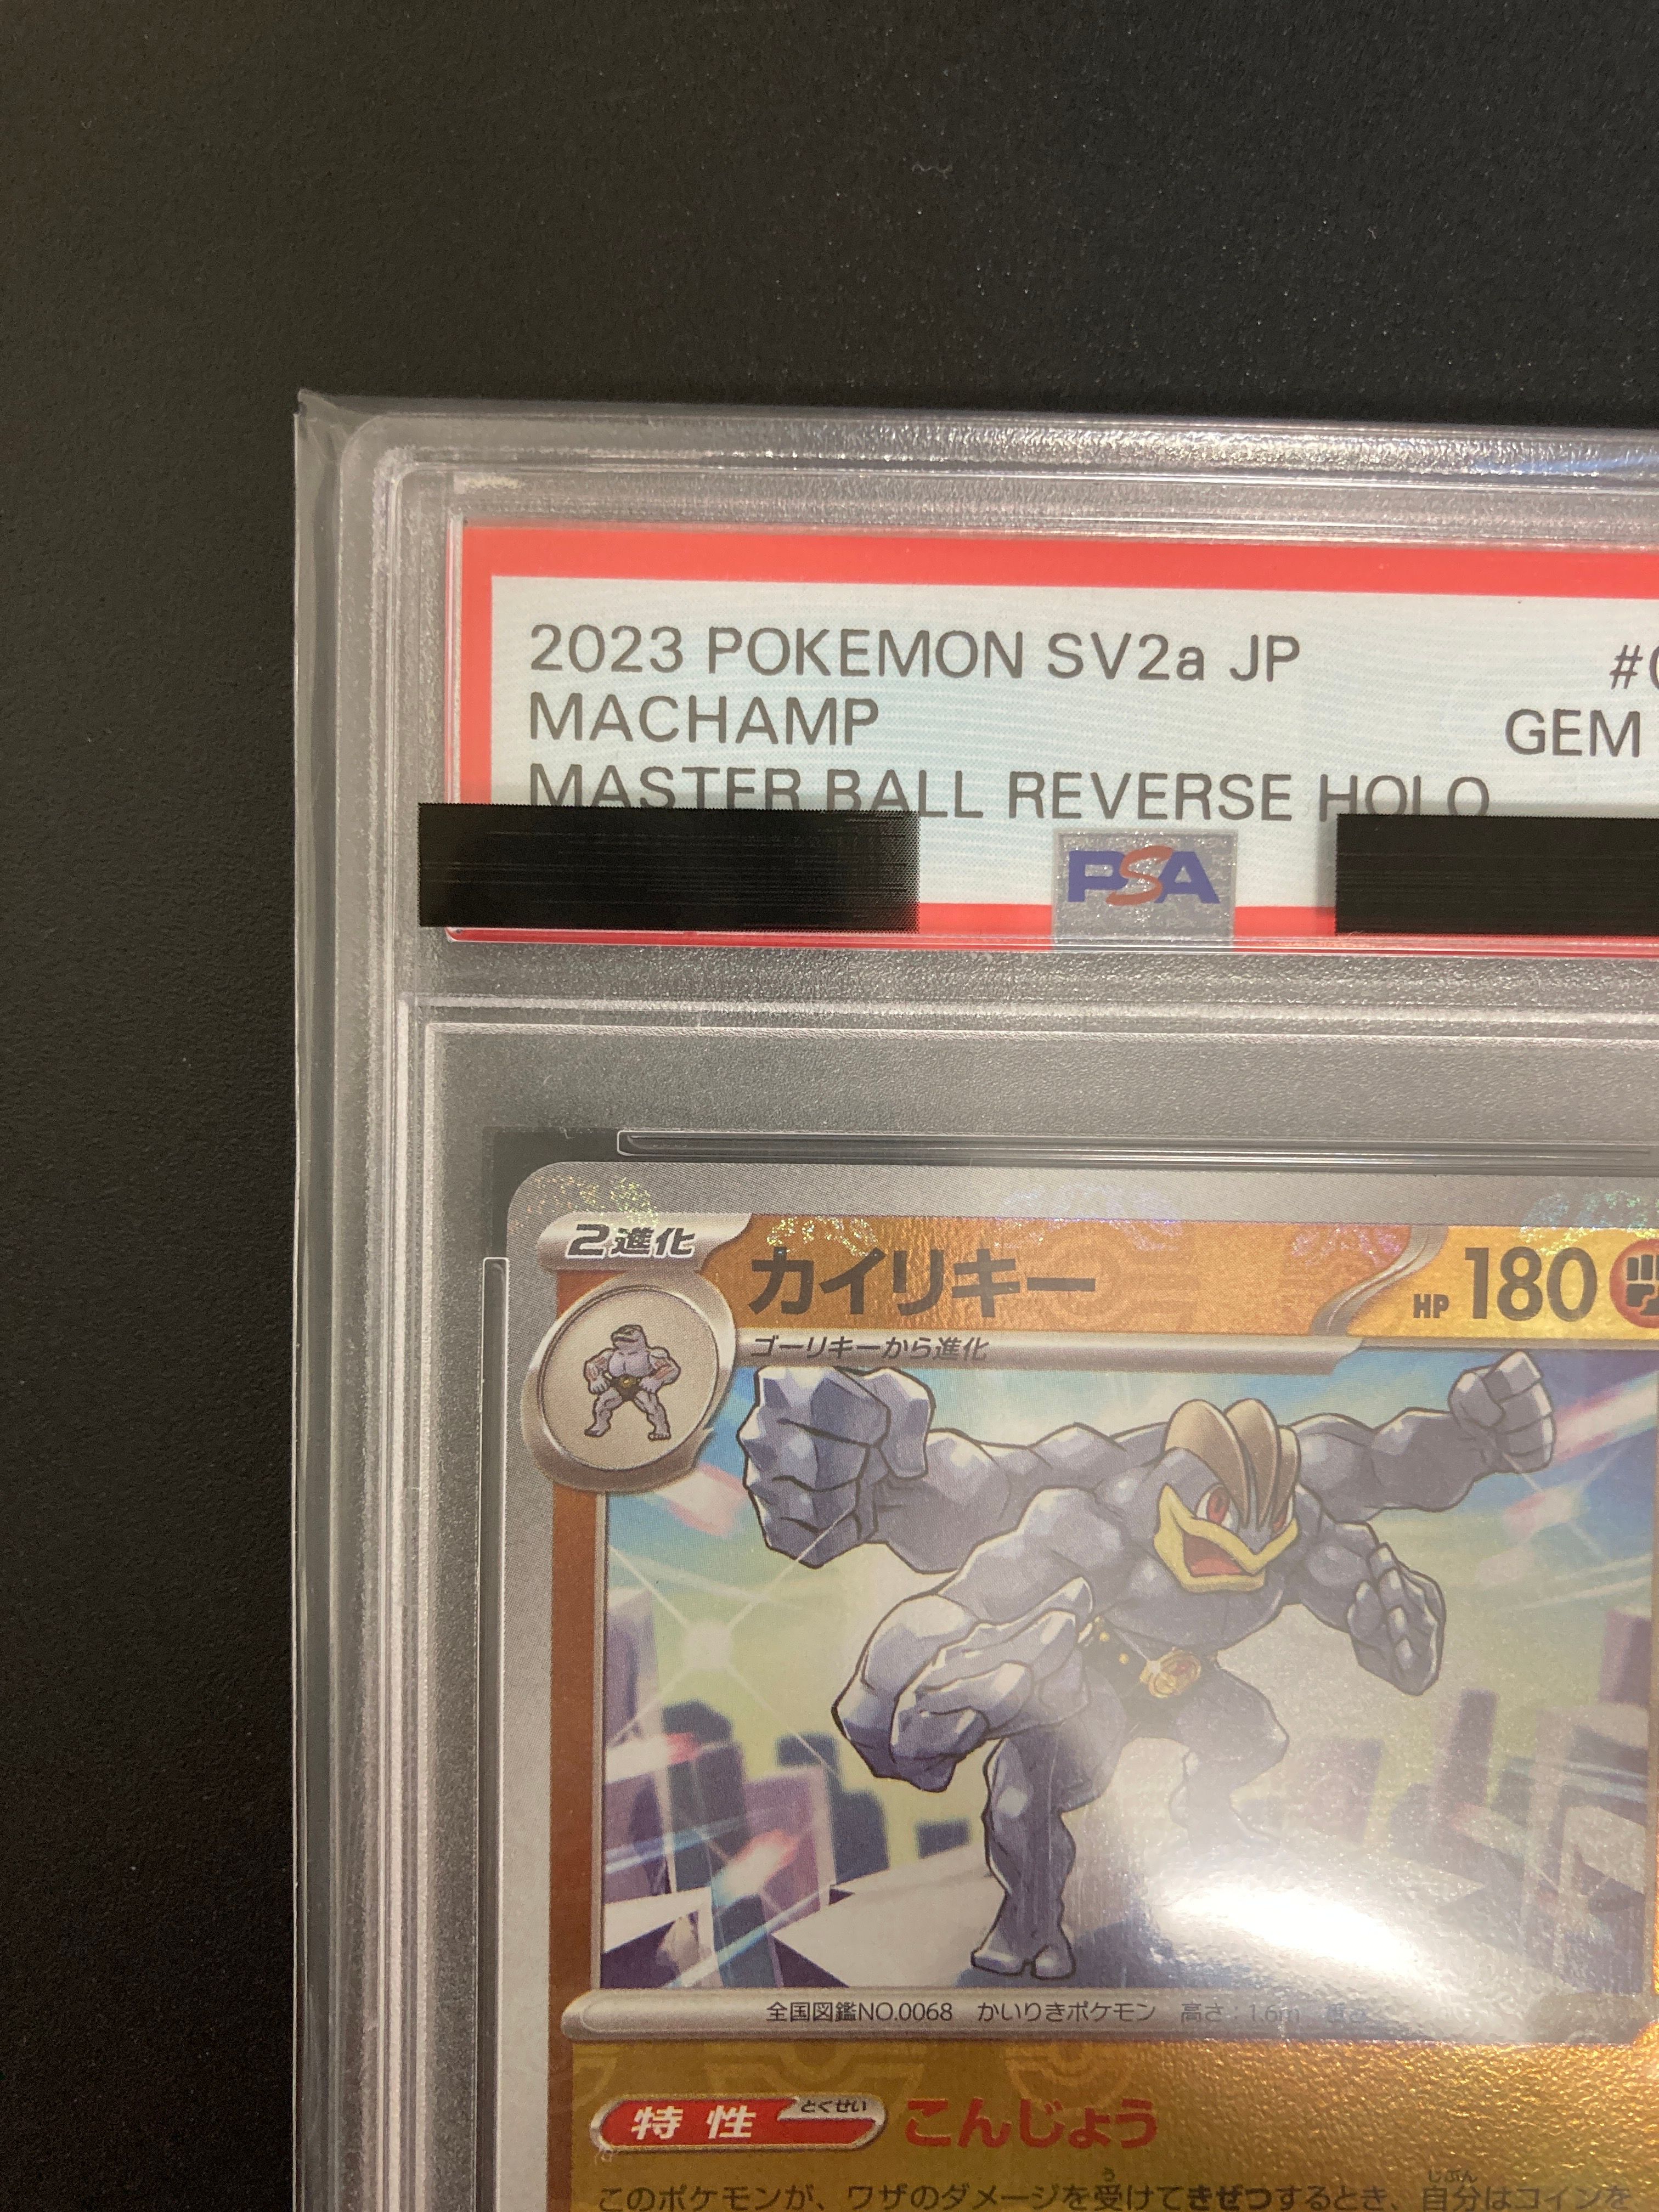 2023 POKEMON SV2a JP #0
MACHAMP GEM
MASTER BALL REVERSE HOLO
PSA
2進化 カイリキー HP 180
ゴーリキーから進化
全国図鑑NO.0068 かいりきポケモン 高さ：1.6m 重さ
特性 とくせい こんじょう
このポケモンが、ワザのダメージを受けてきぜつするとき、自分はコインを